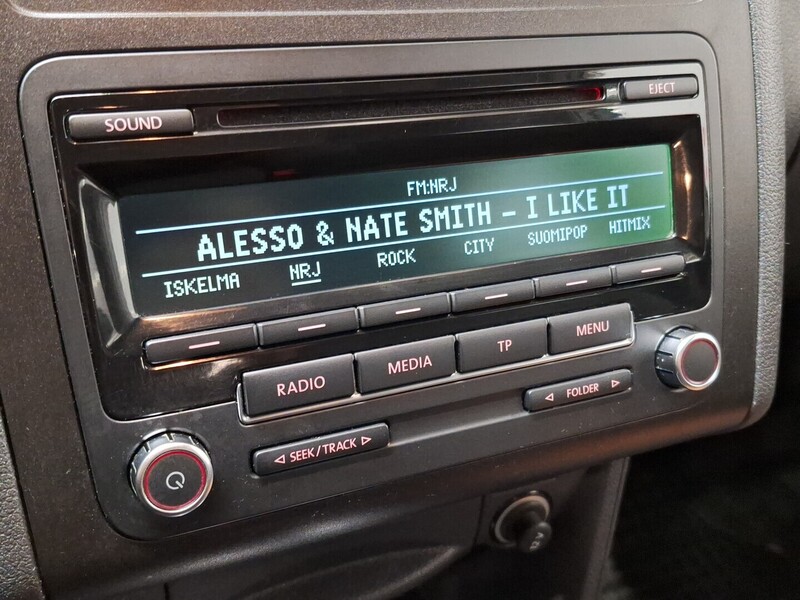 SOUND
EJECT
FM:NRJ
ALESSO & NATE SMITH - I LIKE IT
ISKELMA NRJ ROCK CITY SUOMIPOP HITMIX
RADIO MEDIA TP MENU
SEEK/TRACK
FOLDER
12V